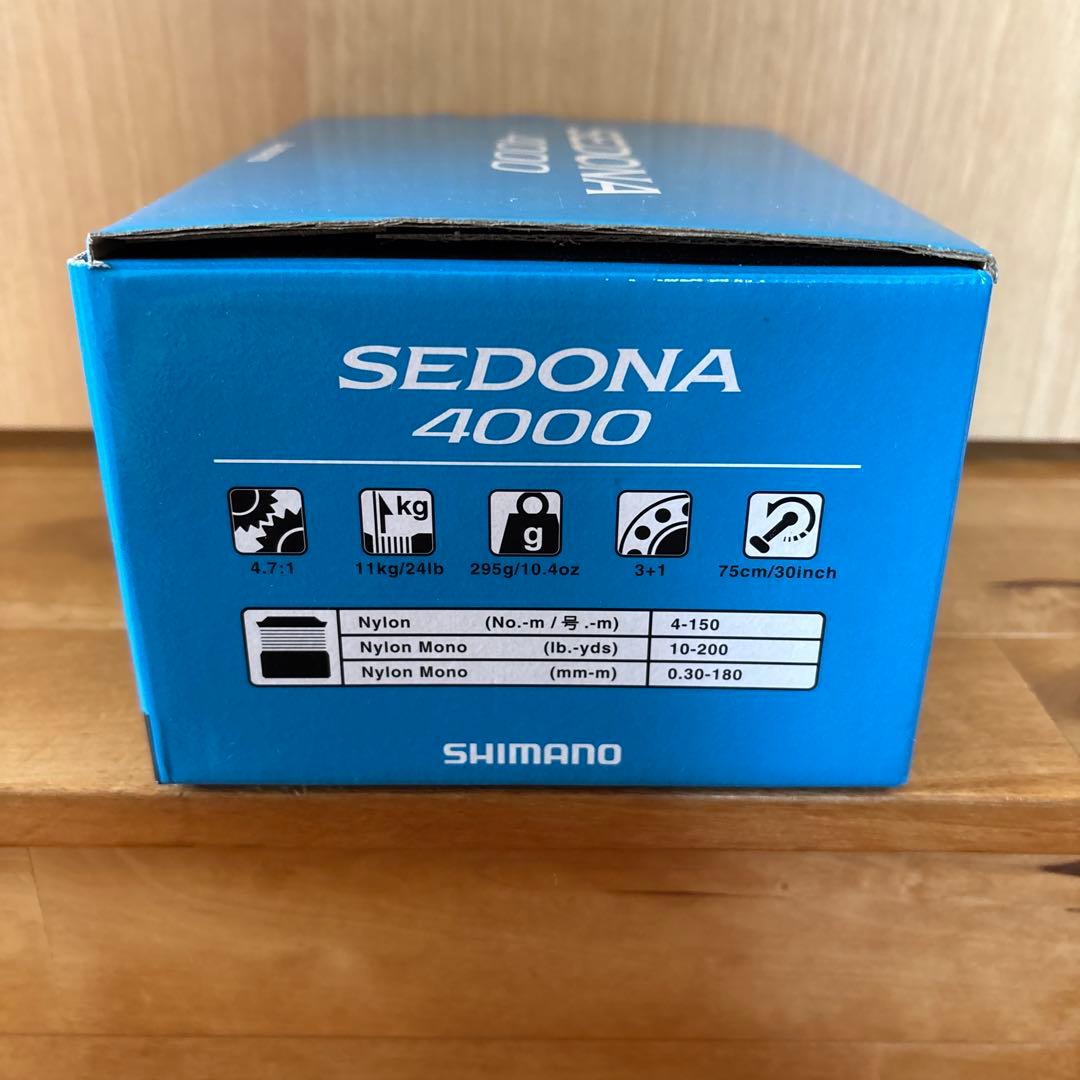 SEDONA
4000
SEDONA
4000
kg
g
4.7:1
11kg/24lb
295g/10.4oz
3+1
75cm/30inch
Nylon (No.-m / 号.-m) 4-150
Nylon Mono (lb.-yds) 10-200
Nylon Mono (mm-m) 0.30-180
SHIMANO